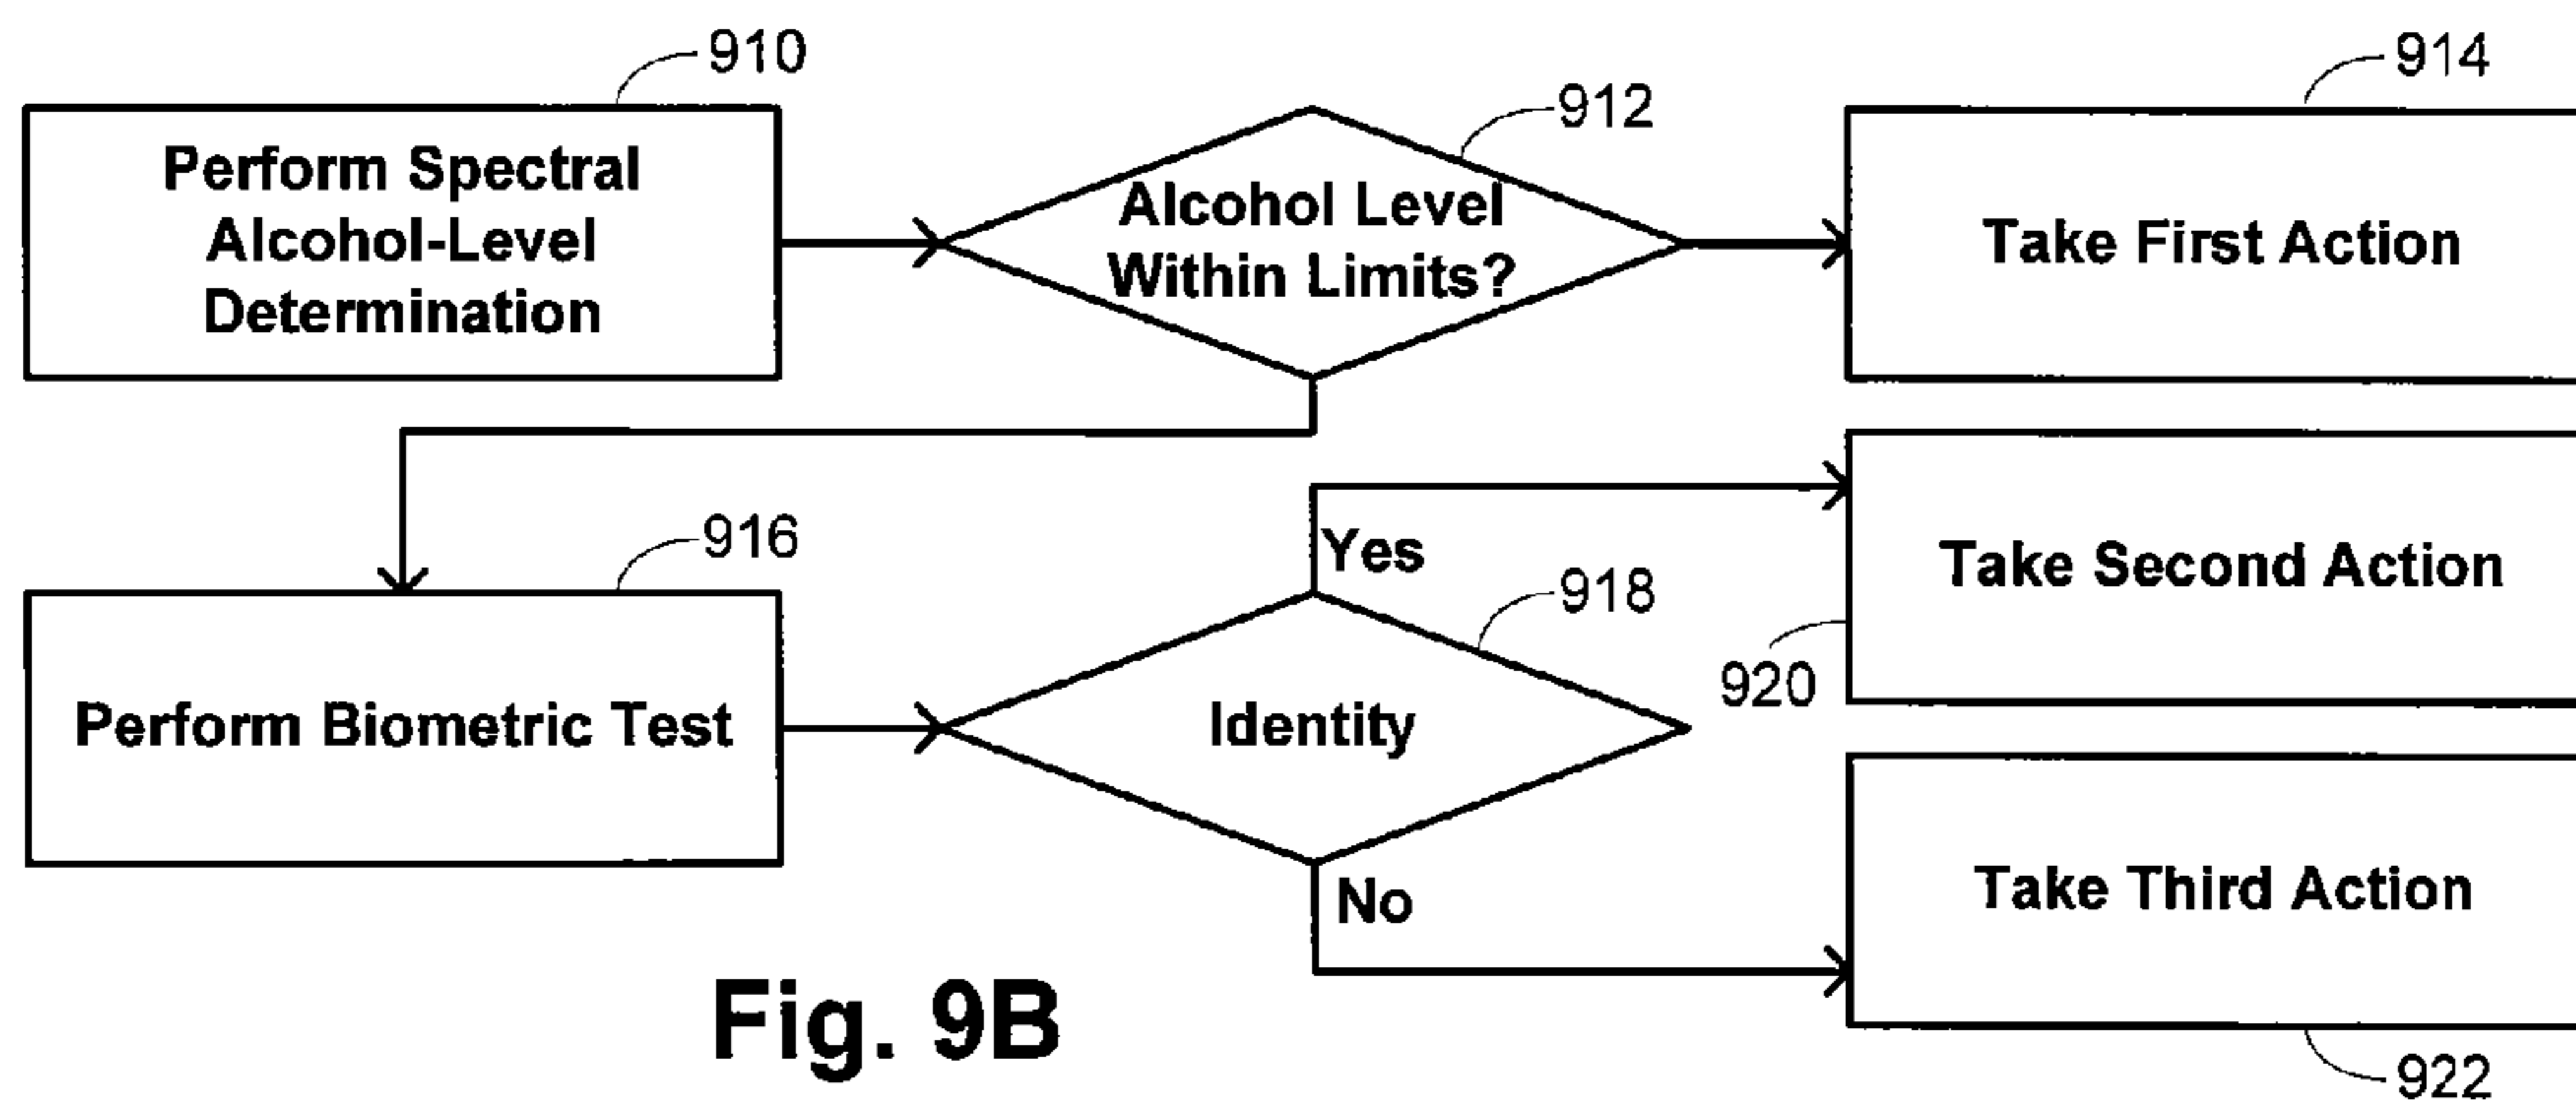 910
Perform Spectral
Alcohol-Level
Determination
912
Alcohol Level
Within Limits?
914
Take First Action
916
Perform Biometric Test
918
Identity
Yes
No
920
Take Second Action
Take Third Action
922
Fig. 9B